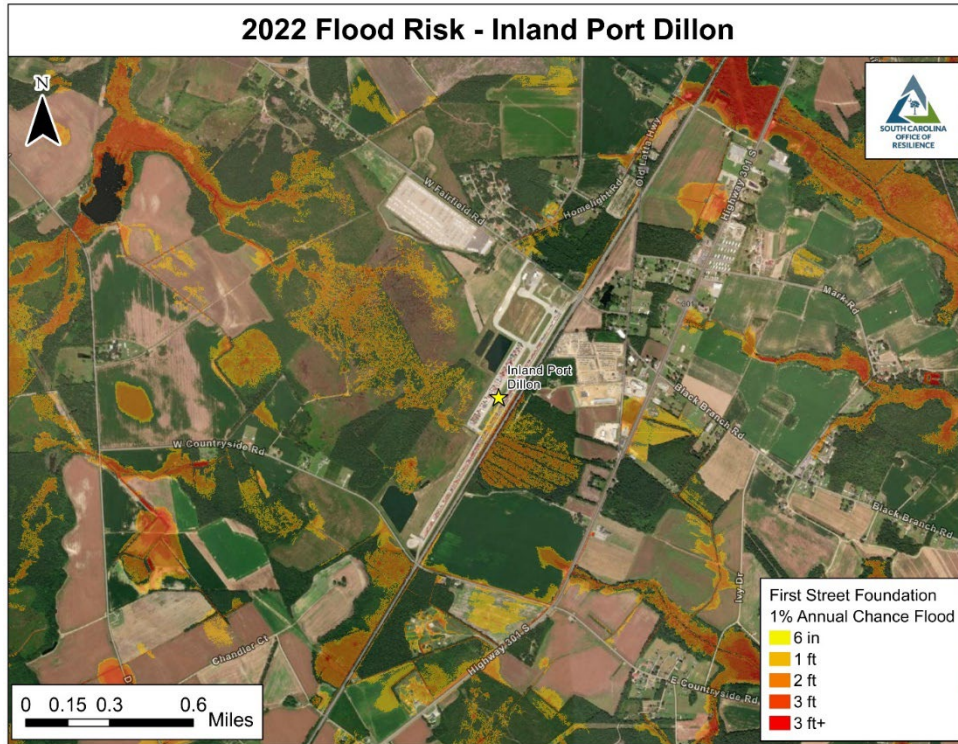 2022 Flood Risk - Inland Port Dillon
N
SOUTH CAROLINA
OFFICE OF
RESILIENCE
Old Latta Hwy
Highway 301 S
W Fairfield Rd
Homelight Rd
Mark Rd
301
Inland Port
Dillon
Black Branch Rd
W Countryside Rd
Black Branch Rd
Ivy Dr
Chandler Ct
Highway 301 S
E Countryside Rd
D
First Street Foundation
1% Annual Chance Flood
6 in
1 ft
2 ft
3 ft
3 ft+
0 0.15 0.3 0.6
Miles